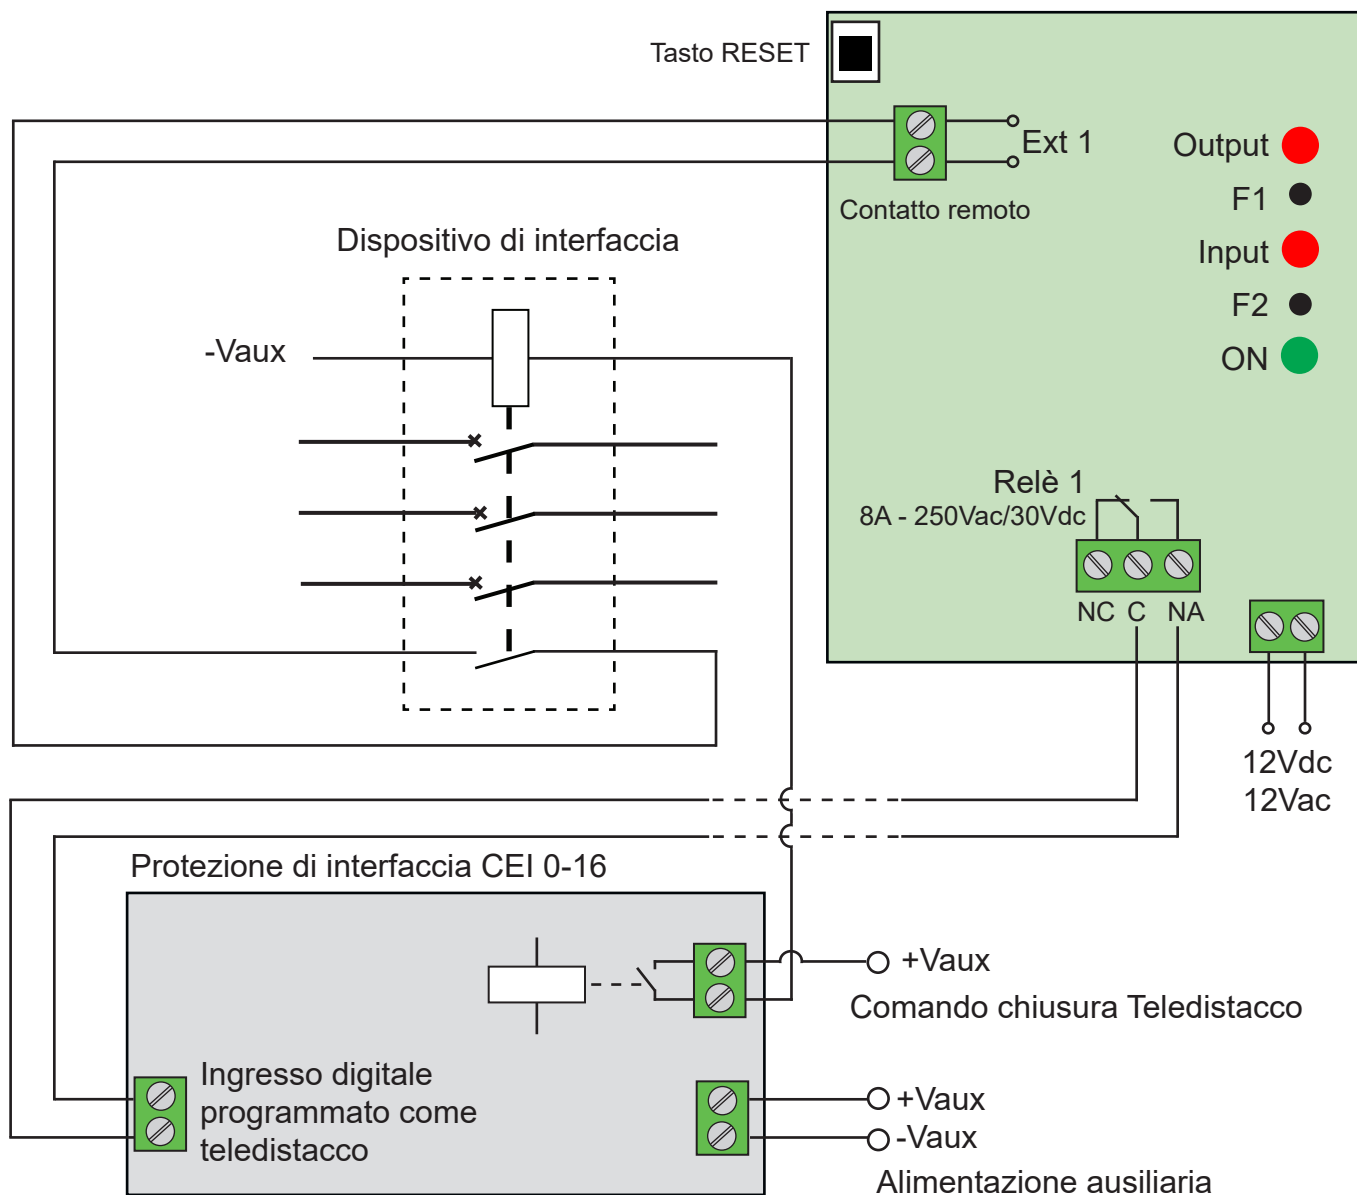 Tasto RESET
Ext 1
Contatto remoto
Output
F1
Input
F2
ON
Dispositivo di interfaccia
-Vaux
Relè 1
8A - 250Vac/30Vdc
NC C NA
12Vdc
12Vac
Protezione di interfaccia CEI 0-16
+Vaux
Comando chiusura Teledistacco
Ingresso digitale
programmato come
teledistacco
+Vaux
-Vaux
Alimentazione ausiliaria